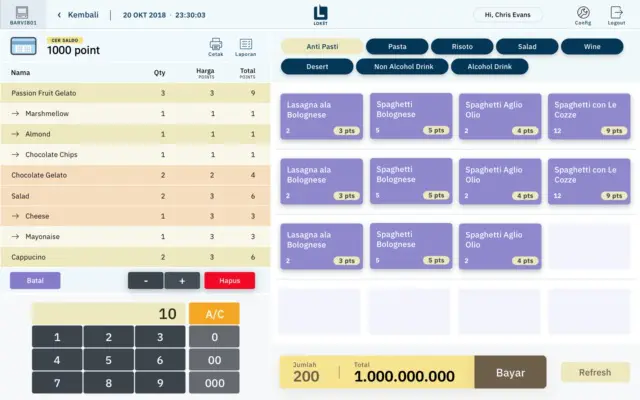 BARVIB01
Kembali
20 OKT 2018 - 23:30:03
LOKET
Hi, Chris Evans
Config
Logout
CEK SALDO
1000 point
Cetak
Laporan
Nama Qty Harga POINTS Total POINTS
Passion Fruit Gelato 3 3 9
→ Marshmellow 1 1 1
→ Almond 1 1 1
→ Chocolate Chips 1 1 1
Chocolate Gelato 2 2 4
Salad 2 3 6
→ Cheese 1 3 3
→ Mayonaise 1 3 3
Cappucino 2 3 6
Batal - + Hapus
10 A/C
1 2 3 0
4 5 6 00
7 8 9 000
Anti Pasti Pasta Risoto Salad Wine
Desert Non Alcohol Drink Alcohol Drink
Lasagna ala Bolognese
2 3 pts
Spaghetti Bolognese
5 5 pts
Spaghetti Aglio Olio
2 4 pts
Spaghetti con Le Cozze
12 9 pts
Lasagna ala Bolognese
2 3 pts
Spaghetti Bolognese
5 5 pts
Spaghetti Aglio Olio
2 4 pts
Spaghetti con Le Cozze
12 9 pts
Lasagna ala Bolognese
2 3 pts
Spaghetti Bolognese
5 5 pts
Spaghetti Aglio Olio
2 4 pts
Jumlah
200
Total
1.000.000.000
Bayar
Refresh